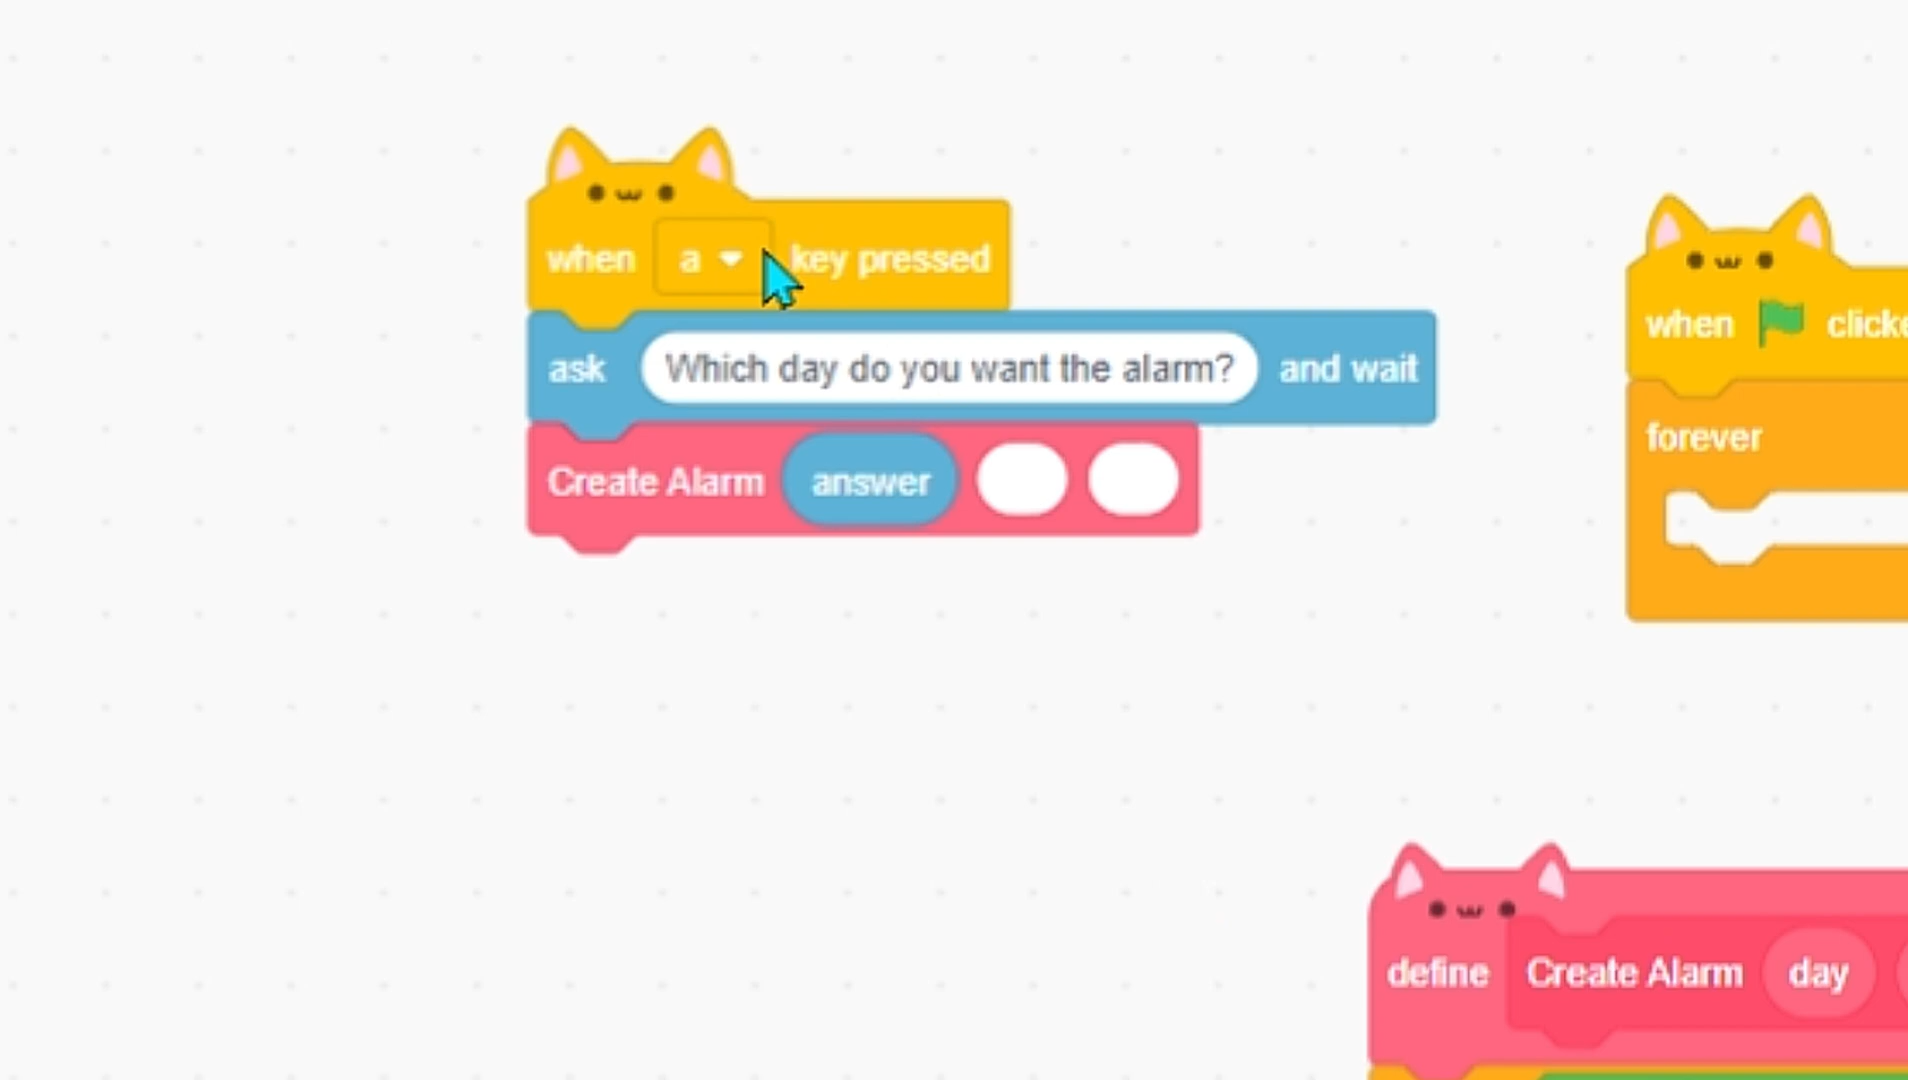 when a key pressed
ask Which day do you want the alarm? and wait
Create Alarm answer
when
forever
define Create Alarm day